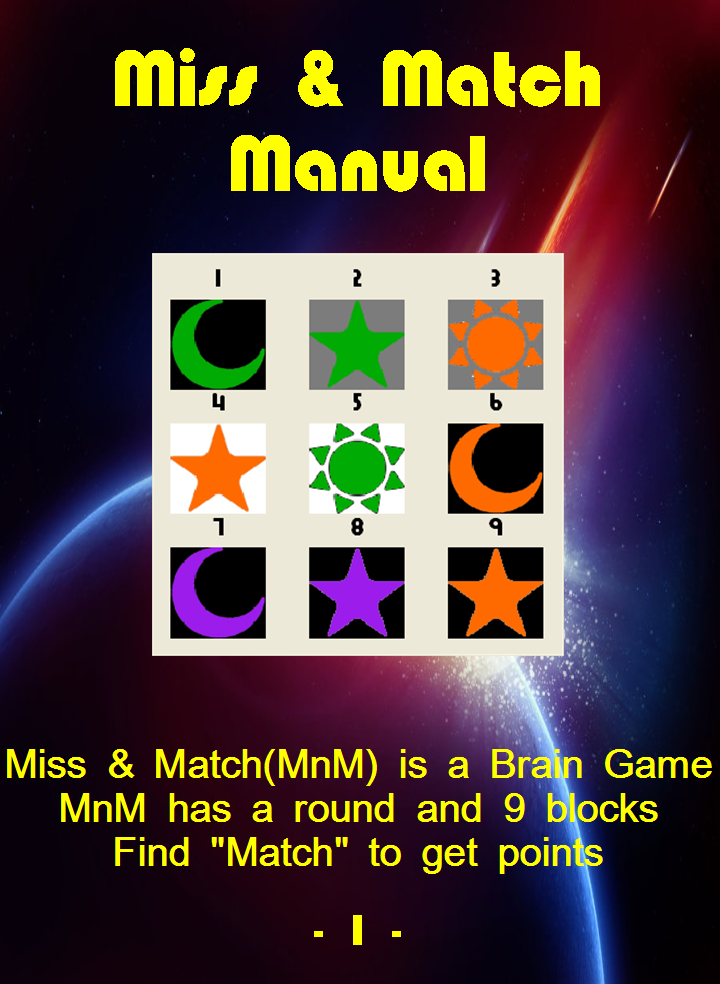 Miss & Match
Manual
1 2 3
4 5 6
7 8 9
Miss & Match(MnM) is a Brain Game
MnM has a round and 9 blocks
Find "Match" to get points
- 1 -